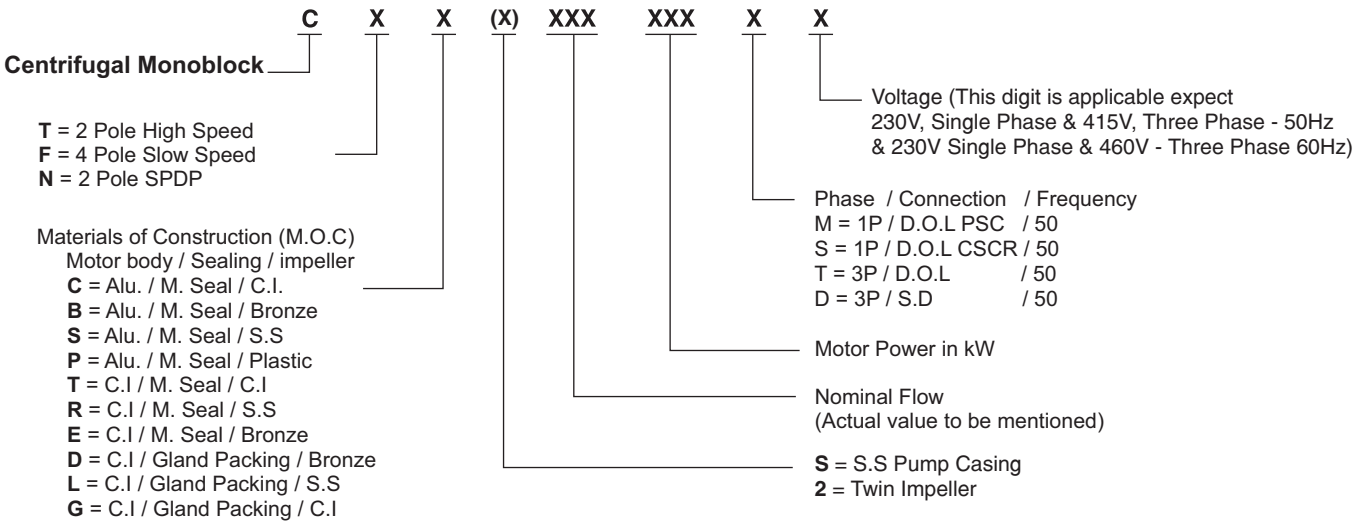 C X X (X) XXX XXX X X
Centrifugal Monoblock
T = 2 Pole High Speed
F = 4 Pole Slow Speed
N = 2 Pole SPDP
Materials of Construction (M.O.C)
Motor body / Sealing / impeller
C = Alu. / M. Seal / C.I.
B = Alu. / M. Seal / Bronze
S = Alu. / M. Seal / S.S
P = Alu. / M. Seal / Plastic
T = C.I / M. Seal / C.I
R = C.I / M. Seal / S.S
E = C.I / M. Seal / Bronze
D = C.I / Gland Packing / Bronze
L = C.I / Gland Packing / S.S
G = C.I / Gland Packing / C.I
Voltage (This digit is applicable expect
230V, Single Phase & 415V, Three Phase - 50Hz
& 230V Single Phase & 460V - Three Phase 60Hz)
Phase / Connection / Frequency
M = 1P / D.O.L PSC / 50
S = 1P / D.O.L CSCR / 50
T = 3P / D.O.L / 50
D = 3P / S.D / 50
Motor Power in kW
Nominal Flow
(Actual value to be mentioned)
S = S.S Pump Casing
2 = Twin Impeller